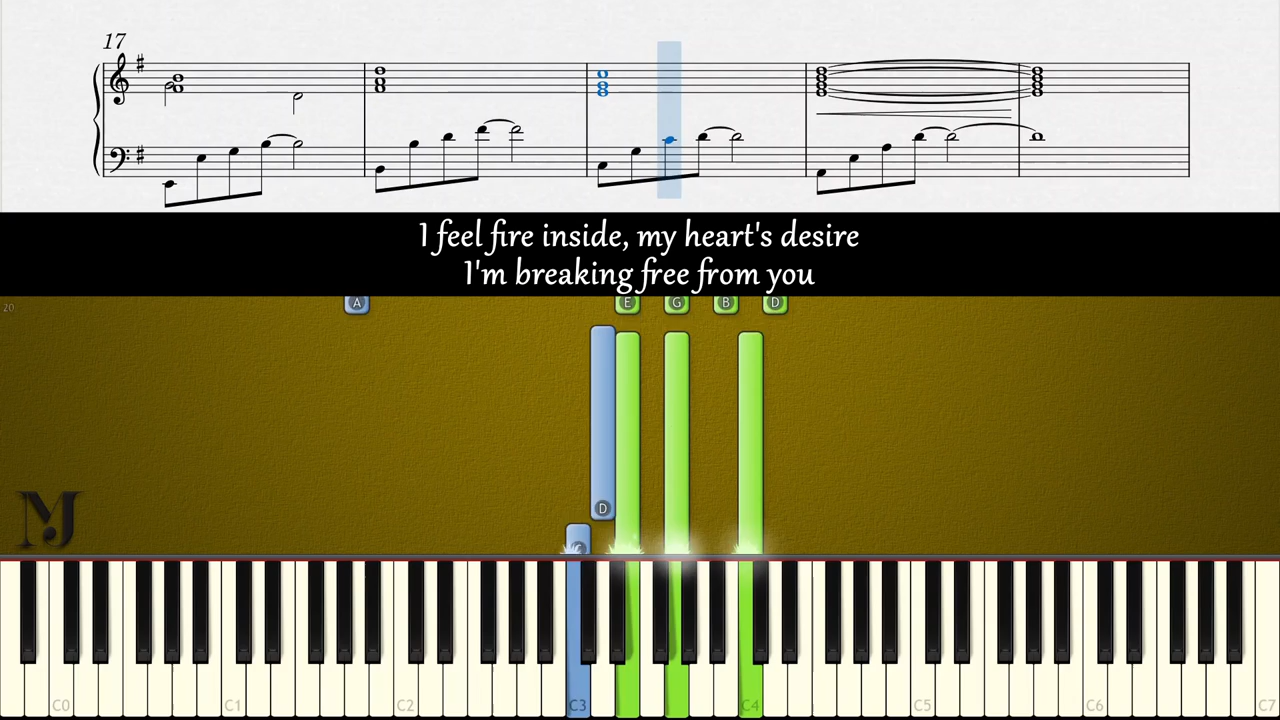 17
I feel fire inside, my heart's desire
I'm breaking free from you
20
A E G B D
D
C
MJ
C0 C1 C2 C3 C4 C5 C6 C7